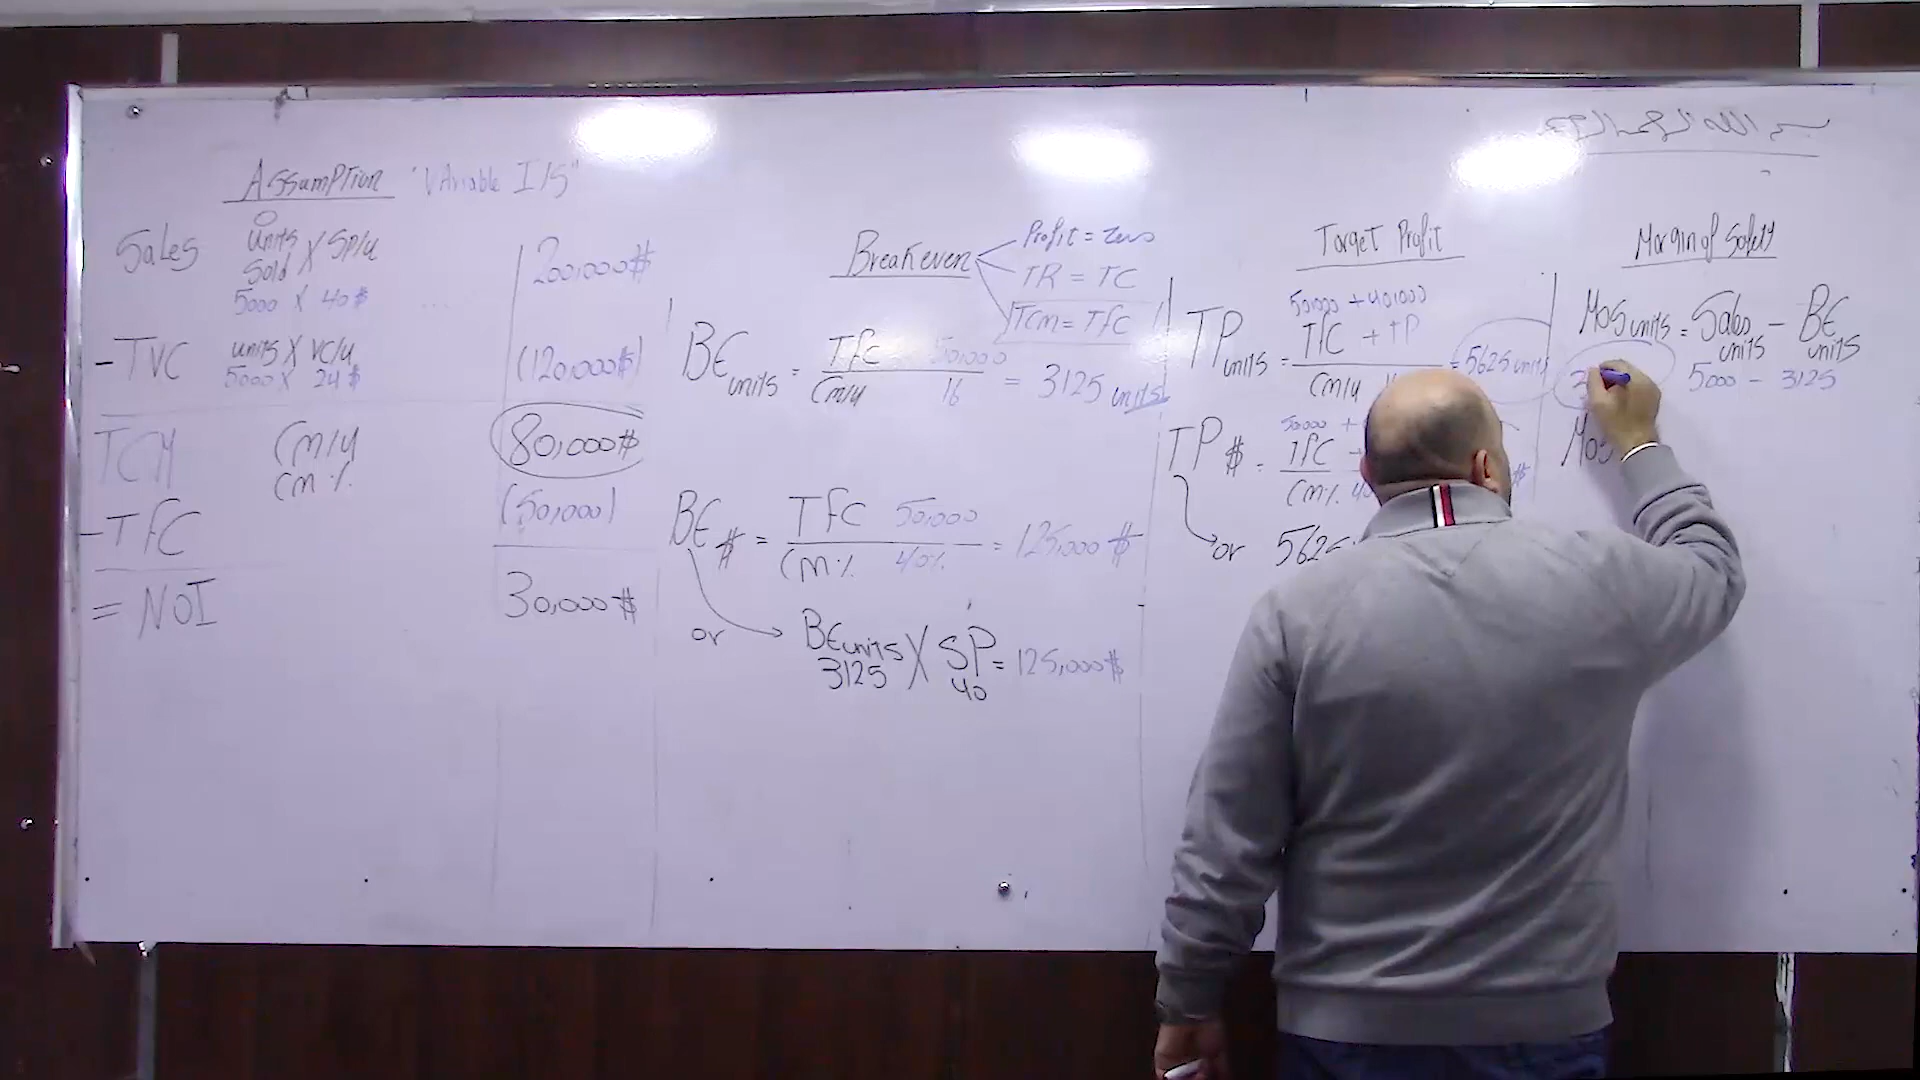 بسم الله الرحمن الرحيم
Assumption "Variable I/S"
Sales units sold X SP/u 200,000$
5000 X 40$
-TVC units X VC/u (120,000$)
5000 X 24$
TCM Cm/u 80,000$
Cm%
-TFC (50,000)
= NOI 30,000$
Breakeven
Profit = Zero
TR = TC
TCM = TFC
BE units = TFC 50,000 / Cm/u 16 = 3125 units
BE $ = TFC 50,000 / Cm% 40% = 125,000$
or BE units X SP = 125,000$
3125 40
Target Profit
50,000 + 40,000
TP units = TFC + TP / Cm/u = 5625 units
50,000 +
TP $ = TFC / Cm%
or 562
Margin of Safety
MOS units = Sales units - BE units
5000 - 3125
MOS